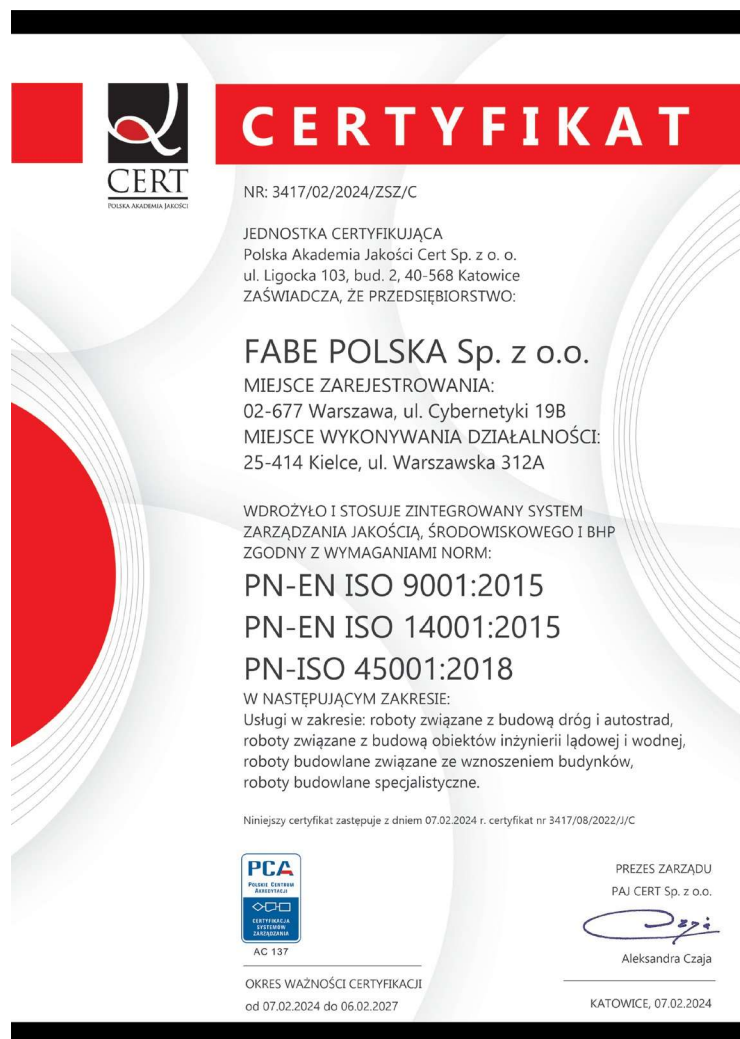 CERT
POLSKA AKADEMIA JAKOŚCI
CERTYFIKAT
NR: 3417/02/2024/ZSZ/C
JEDNOSTKA CERTYFIKUJĄCA
Polska Akademia Jakości Cert Sp. z o. o.
ul. Ligocka 103, bud. 2, 40-568 Katowice
ZAŚWIADCZA, ŻE PRZEDSIĘBIORSTWO:
FABE POLSKA Sp. z o.o.
MIEJSCE ZAREJESTROWANIA:
02-677 Warszawa, ul. Cybernetyki 19B
MIEJSCE WYKONYWANIA DZIAŁALNOŚCI:
25-414 Kielce, ul. Warszawska 312A
WDROŻYŁO I STOSUJE ZINTEGROWANY SYSTEM
ZARZĄDZANIA JAKOŚCIĄ, ŚRODOWISKOWEGO I BHP
ZGODNY Z WYMAGANIAMI NORM:
PN-EN ISO 9001:2015
PN-EN ISO 14001:2015
PN-ISO 45001:2018
W NASTĘPUJĄCYM ZAKRESIE:
Usługi w zakresie: roboty związane z budową dróg i autostrad,
roboty związane z budową obiektów inżynierii lądowej i wodnej,
roboty budowlane związane ze wznoszeniem budynków,
roboty budowlane specjalistyczne.
Niniejszy certyfikat zastępuje z dniem 07.02.2024 r. certyfikat nr 3417/08/2022/J/C
PCA
POLSKIE CENTRUM
AKREDYTACJI
CERTYFIKACJA
SYSTEMÓW
ZARZĄDZANIA
AC 137
OKRES WAŻNOŚCI CERTYFIKACJI
od 07.02.2024 do 06.02.2027
PREZES ZARZĄDU
PAJ CERT Sp. z o.o.
Aleksandra Czaja
KATOWICE, 07.02.2024